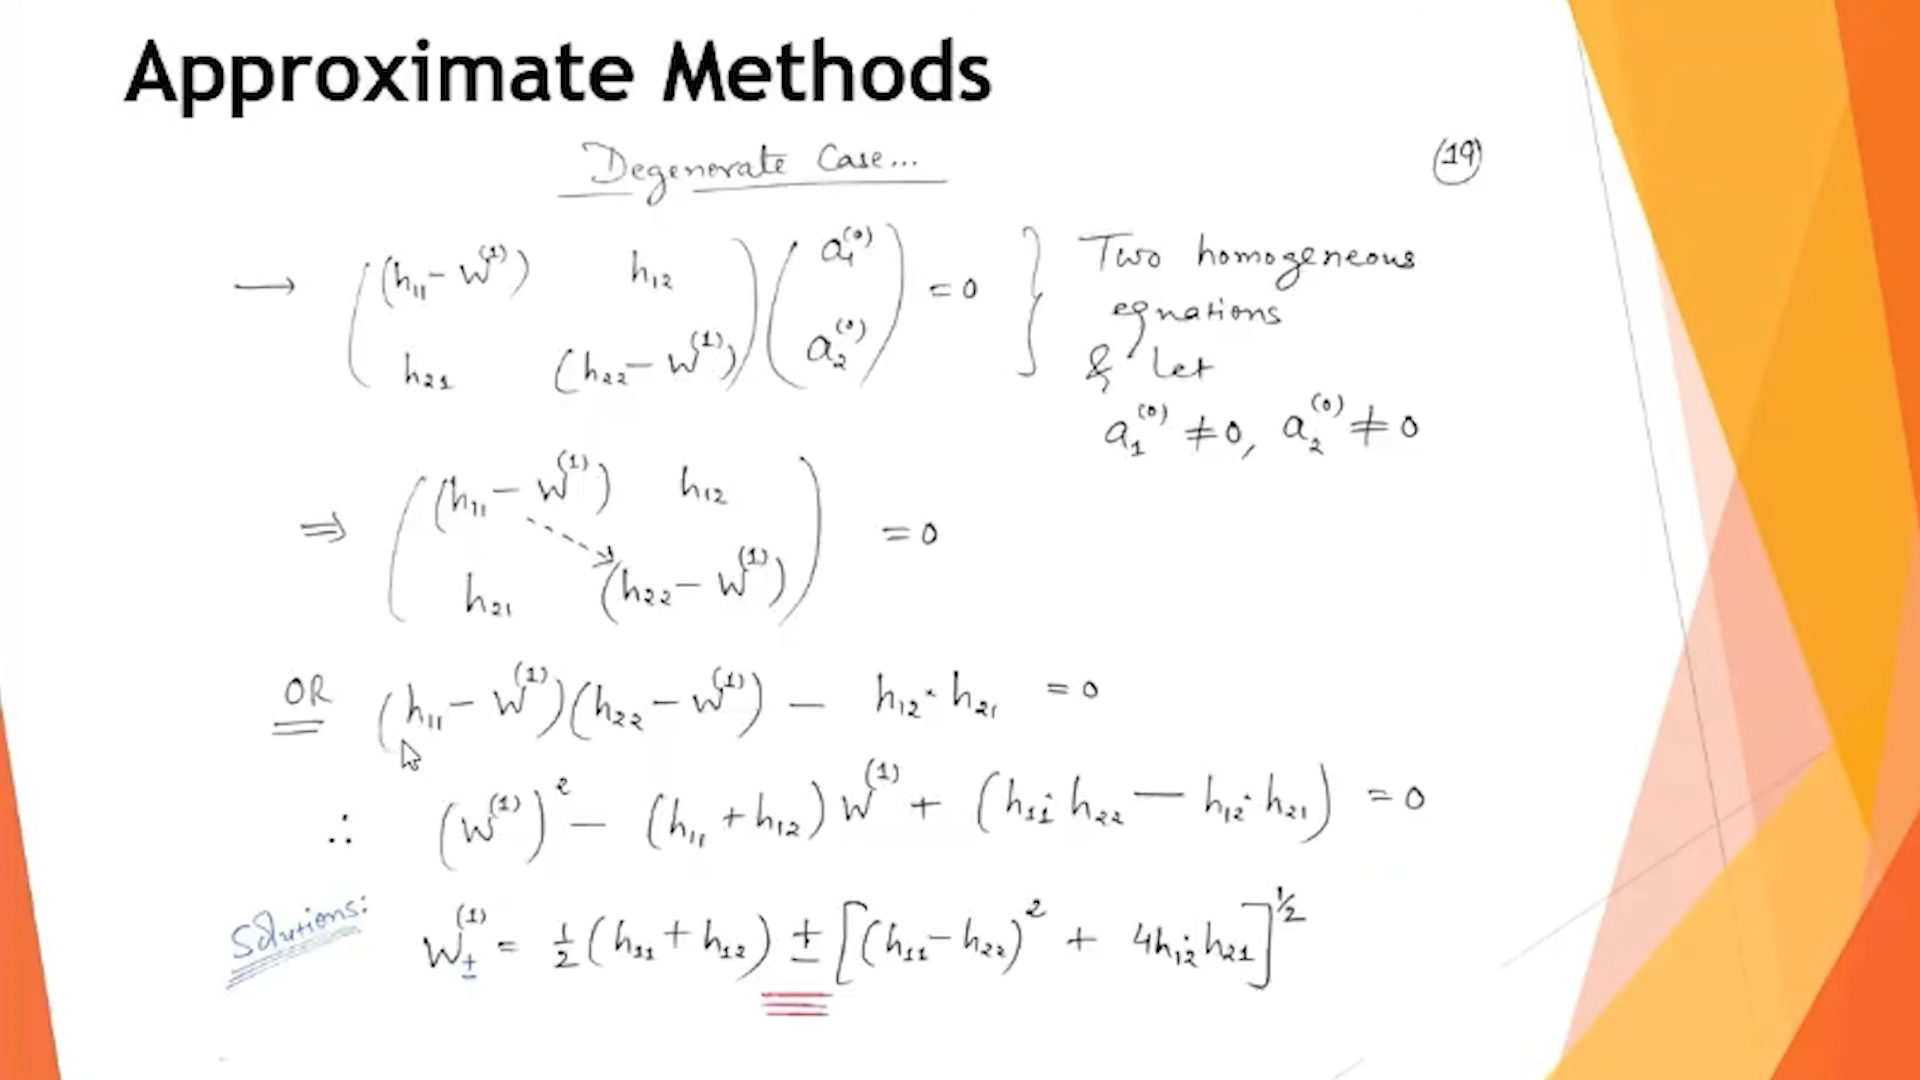 Approximate Methods
Degenerate Case...
(19)
→ ( (h₁₁ − W⁽¹⁾) h₁₂ ) ( a₁⁽⁰⁾ ) = 0 } Two homogeneous
( h₂₁ (h₂₂ − W⁽¹⁾) ) ( a₂⁽⁰⁾ ) equations
& let
a₁⁽⁰⁾ ≠ 0, a₂⁽⁰⁾ ≠ 0
⇒ ( (h₁₁ − W⁽¹⁾) h₁₂ ) = 0
( h₂₁ (h₂₂ − W⁽¹⁾) )
OR (h₁₁ − W⁽¹⁾)(h₂₂ − W⁽¹⁾) − h₁₂·h₂₁ = 0
∴ (W⁽¹⁾)² − (h₁₁ + h₁₂) W⁽¹⁾ + (h₁₁·h₂₂ − h₁₂·h₂₁) = 0
Solutions: W±⁽¹⁾ = ½ (h₁₁ + h₁₂) ± [(h₁₁ − h₂₂)² + 4h₁₂·h₂₁]^½